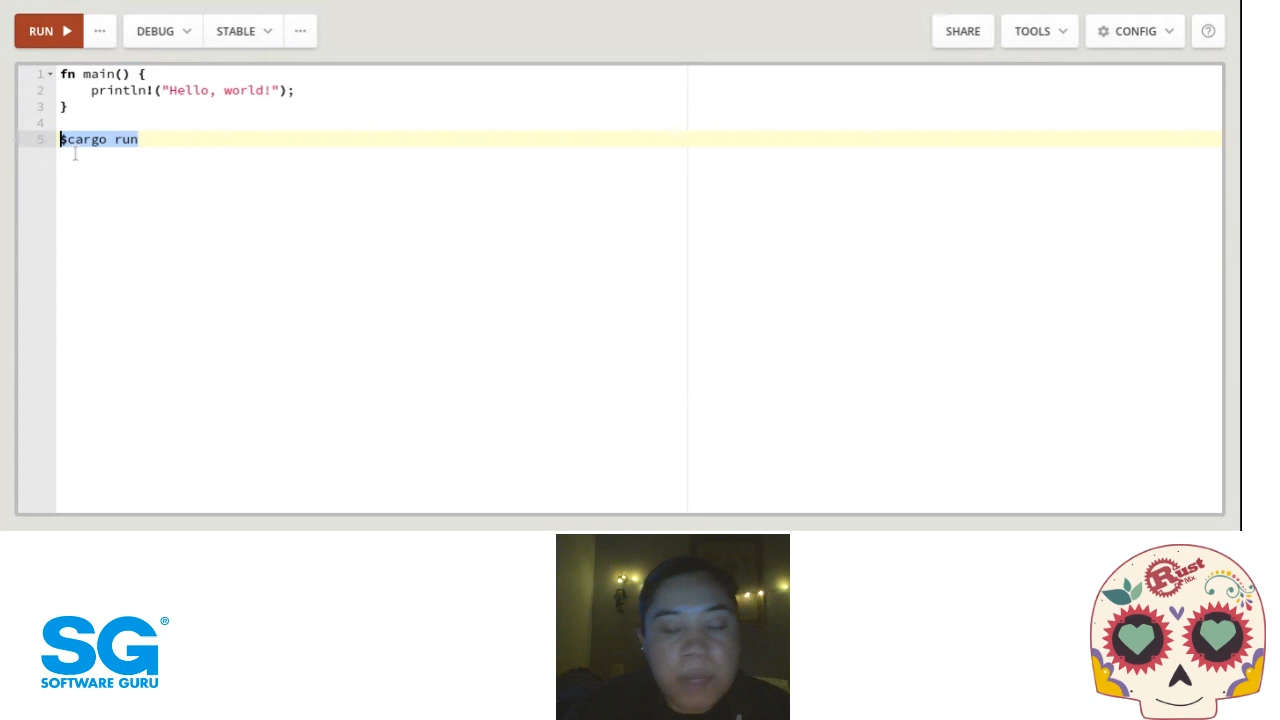 RUN ▶ ··· DEBUG STABLE ··· SHARE TOOLS CONFIG ?
1 fn main() {
2 println!("Hello, world!");
3 }
4
5 $cargo run
SG®
SOFTWARE GURU
Rust
Mx.